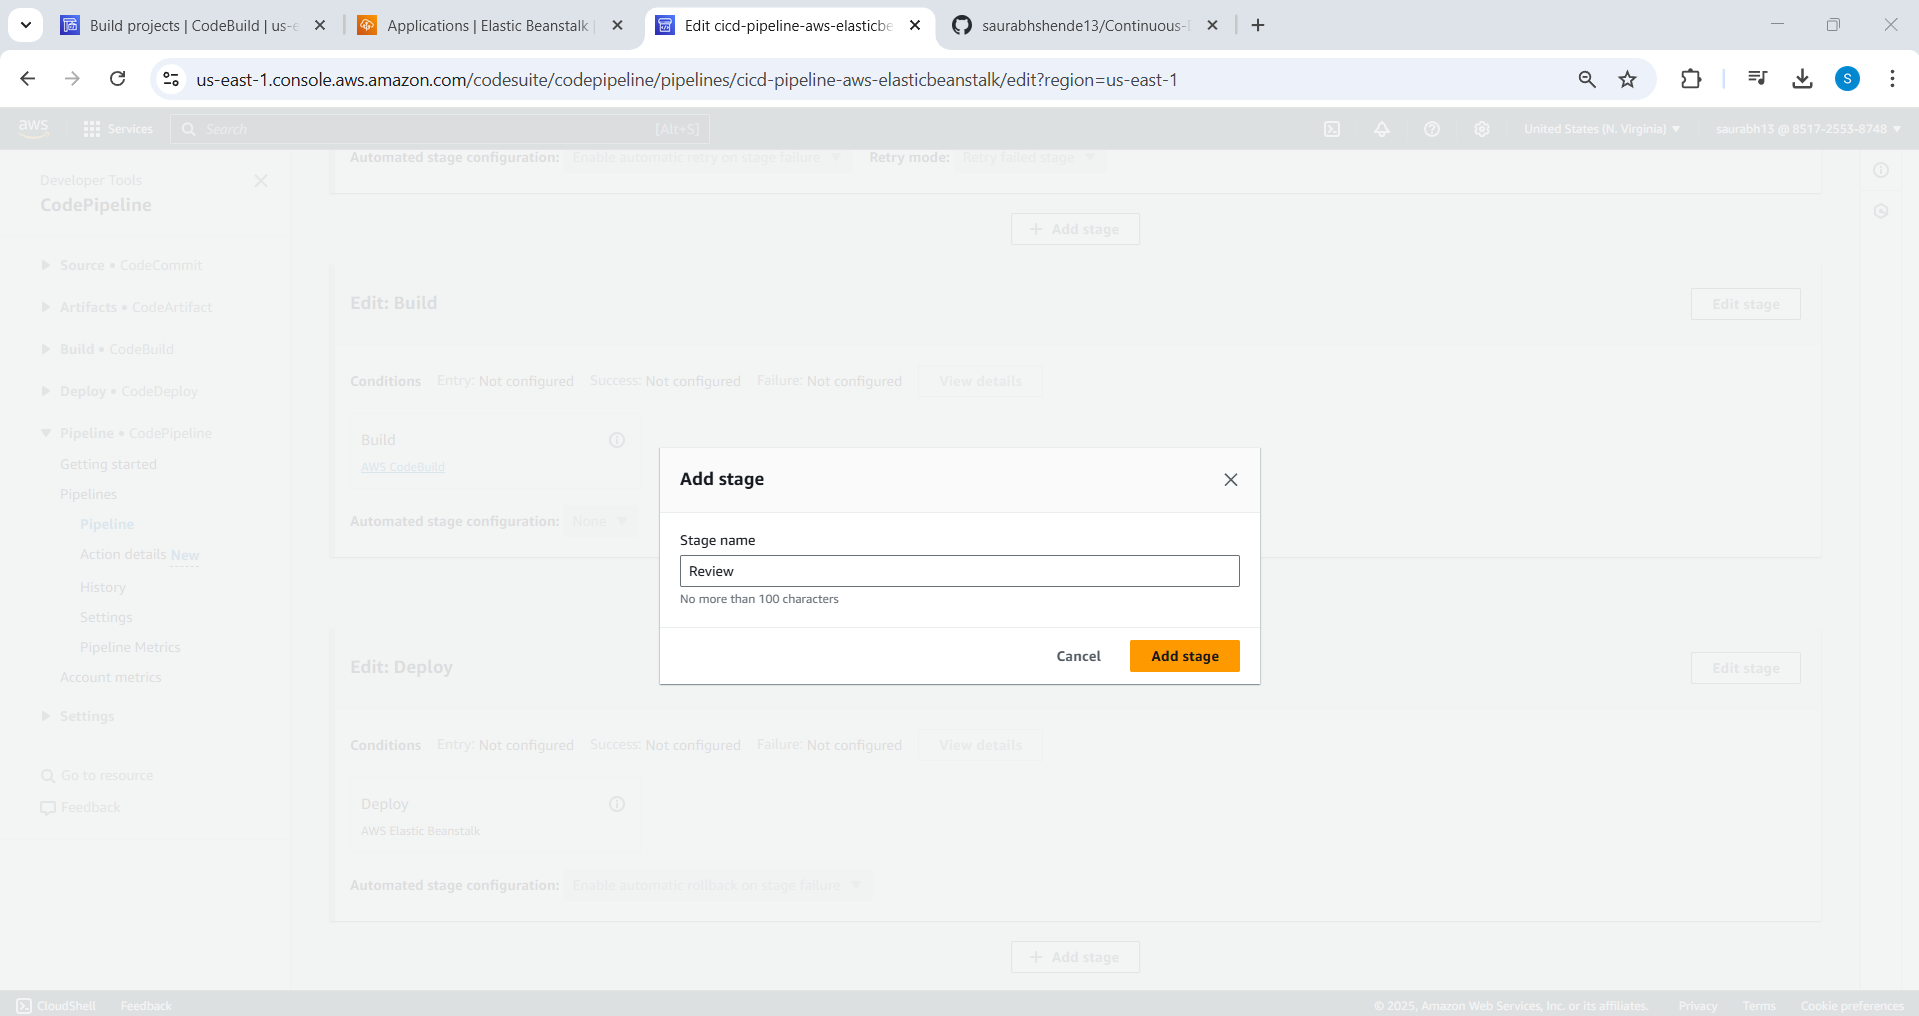 Build projects | CodeBuild | us-e
Applications | Elastic Beanstalk |
Edit cicd-pipeline-aws-elasticbe
saurabhshende13/Continuous-D
us-east-1.console.aws.amazon.com/codesuite/codepipeline/pipelines/cicd-pipeline-aws-elasticbeanstalk/edit?region=us-east-1
S
aws
Services
Search
[Alt+S]
United States (N. Virginia)
saurabh13 @ 8517-2553-8748
Developer Tools
CodePipeline
Source • CodeCommit
Artifacts • CodeArtifact
Build • CodeBuild
Deploy • CodeDeploy
Pipeline • CodePipeline
Getting started
Pipelines
Pipeline
Action details New
History
Settings
Pipeline Metrics
Account metrics
Settings
Go to resource
Feedback
Automated stage configuration: Enable automatic retry on stage failure
Retry mode: Retry failed stage
+ Add stage
Edit: Build
Edit stage
Conditions Entry: Not configured Success: Not configured Failure: Not configured
View details
Build
AWS CodeBuild
Automated stage configuration: None
Add stage
Stage name
Review
No more than 100 characters
Cancel
Add stage
Edit: Deploy
Edit stage
Conditions Entry: Not configured Success: Not configured Failure: Not configured
View details
Deploy
AWS Elastic Beanstalk
Automated stage configuration: Enable automatic rollback on stage failure
+ Add stage
CloudShell
Feedback
© 2025, Amazon Web Services, Inc. or its affiliates.
Privacy
Terms
Cookie preferences